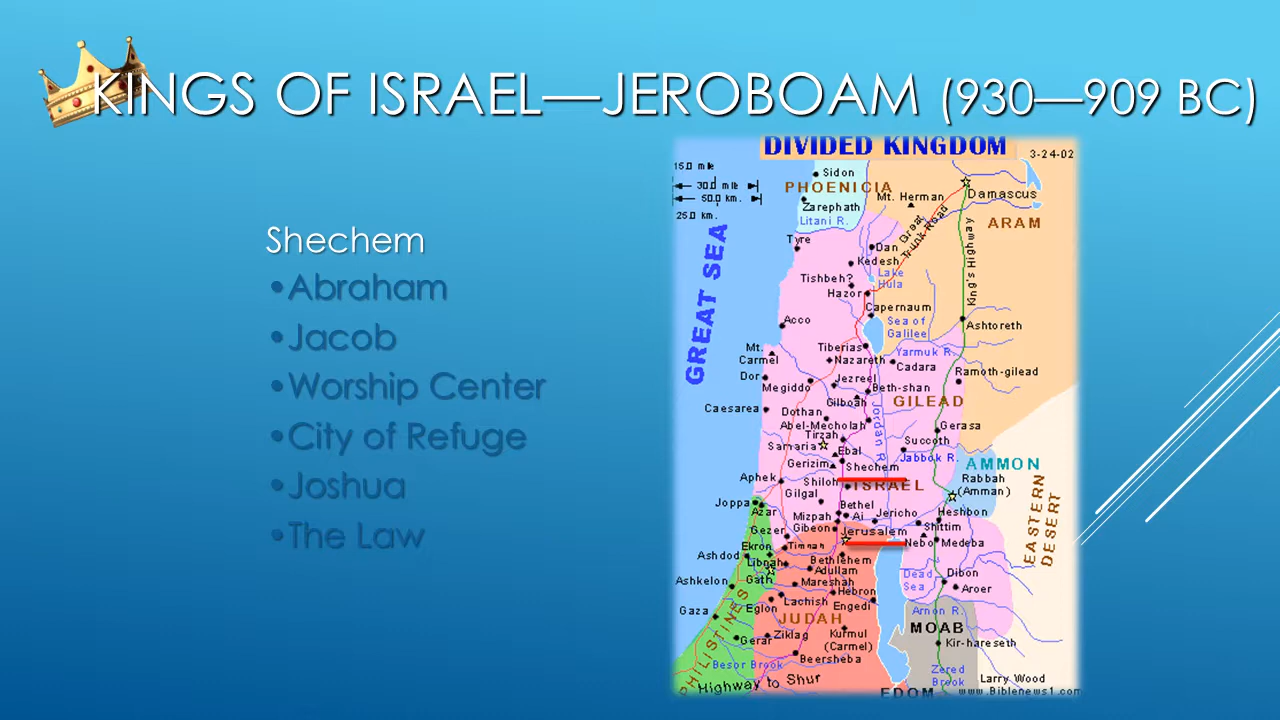 KINGS OF ISRAEL—JEROBOAM (930—909 BC)
Shechem
•Abraham
•Jacob
•Worship Center
•City of Refuge
•Joshua
•The Law
DIVIDED KINGDOM
3-24-02
15.0 mile
30.0 mile
50.0 km.
25.0 km.
Sidon
PHOENICIA
Zarephath
Litani R.
Mt. Herman
Damascus
ARAM
Great
Trunk Road
King's Highway
GREAT SEA
Tyre
Dan
Kedesh
Tishbeh?
Lake
Hula
Hazor
Capernaum
Acco
Sea of
Galilee
Ashtoreth
Mt.
Carmel
Tiberias
Nazareth
Yarmuk R.
Cadara
Ramoth-gilead
Dor
Megiddo
Jezreel
Beth-shan
Gilboah
GILEAD
Caesarea
Dothan
Abel-Mecholah
Jordan R.
Tirzah
Gerasa
Samaria
Ebal
Succoth
Jabbok R.
Gerizim
Shechem
AMMON
Aphek
Shiloh
ISRAEL
Rabbah
(Amman)
Gilgal
Joppa
Azar
Bethel
Mizpah
Ai
Jericho
Heshbon
Gezer
Gibeon
Jerusalem
Shittim
Nebo
Medeba
EASTERN
DESERT
Ekron
Timnah
Ashdod
Libnah
Bethlehem
Adullam
Gath
Mareshah
Dead
Sea
Dibon
Ashkelon
Hebron
Aroer
Lachish
Engedi
Eglon
Arnon R.
Gaza
JUDAH
MOAB
PHILISTINES
Gerar
Ziklag
Kurmul
(Carmel)
Kir-hareseth
Beersheba
Besor Brook
Zered
Brook
Highway to Shur
Larry Wood
EDOM
www.Biblenews1.com